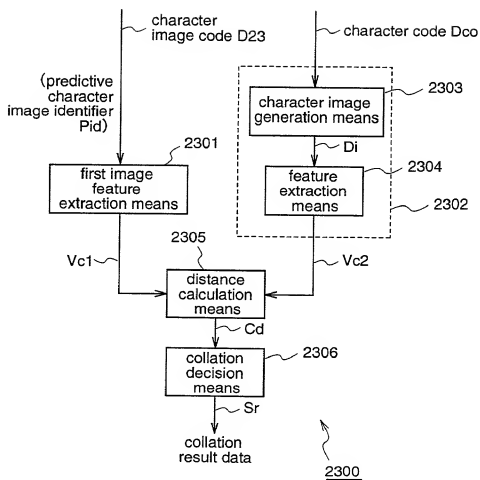 character
image code D23
character code Dco
(predictive
character
image identifier
Pid)
2303
character image
generation means
2301
Di
2304
first image
feature
extraction means
feature
extraction
means
2302
2305
Vc1
Vc2
distance
calculation
means
Cd
2306
collation
decision
means
Sr
collation
result data
2300